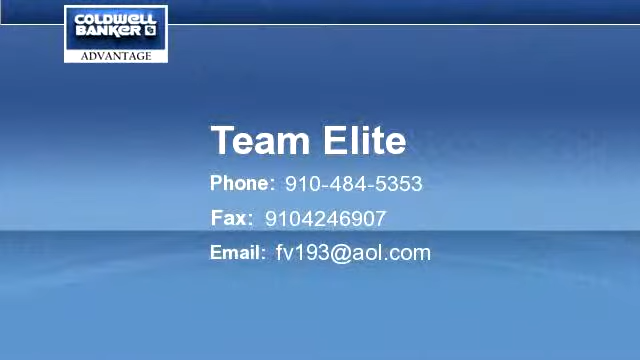 COLDWELL
BANKER
ADVANTAGE
Team Elite
Phone: 910-484-5353
Fax: 9104246907
Email: fv193@aol.com